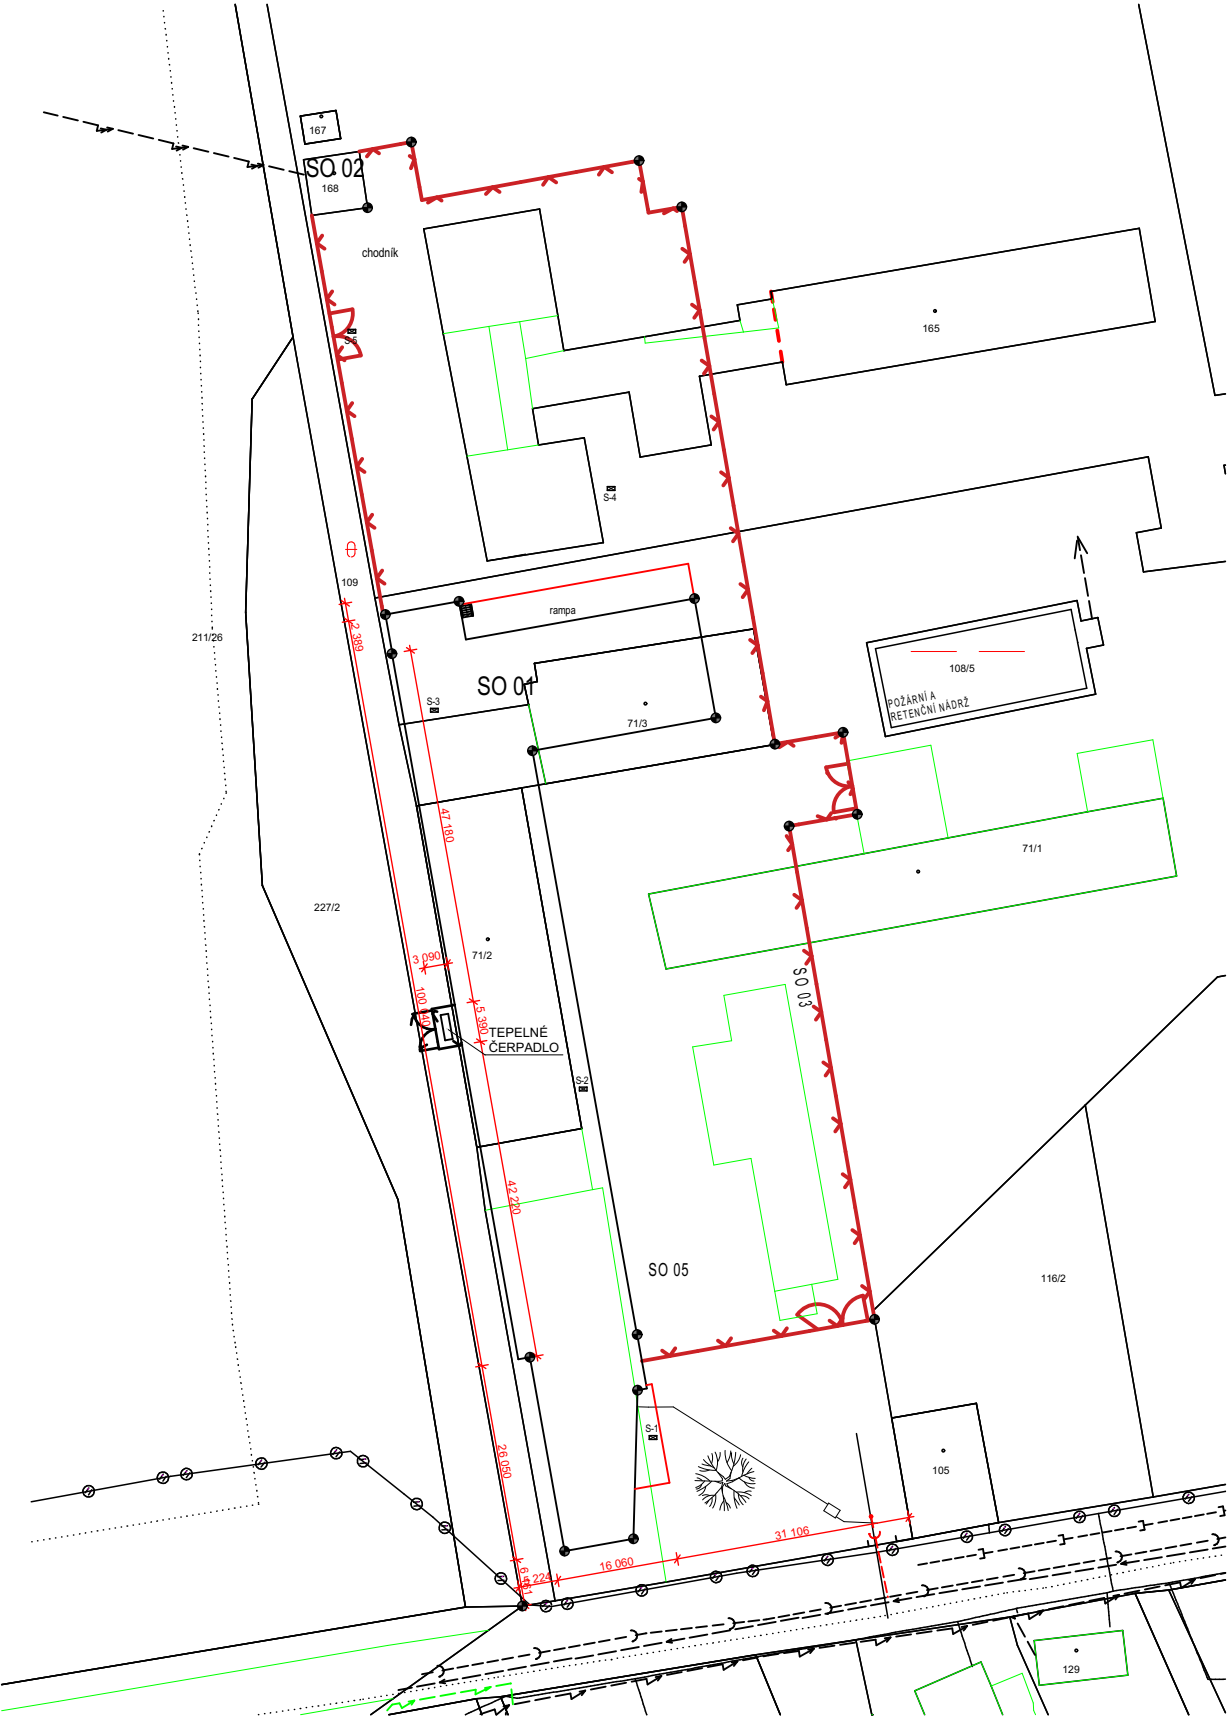 167
SO 02
168
chodník
S-5
165
S-4
109
rampa
211/26
2 389
108/5
SO 01
POŽÁRNÍ A
RETENČNÍ NÁDRŽ
S-3
71/3
47 180
71/1
227/2
71/2
3 090
SO 03
5 390
TEPELNÉ
ČERPADLO
S-2
42 220
SO 05
116/2
S-1
26 050
105
31 106
16 060
129